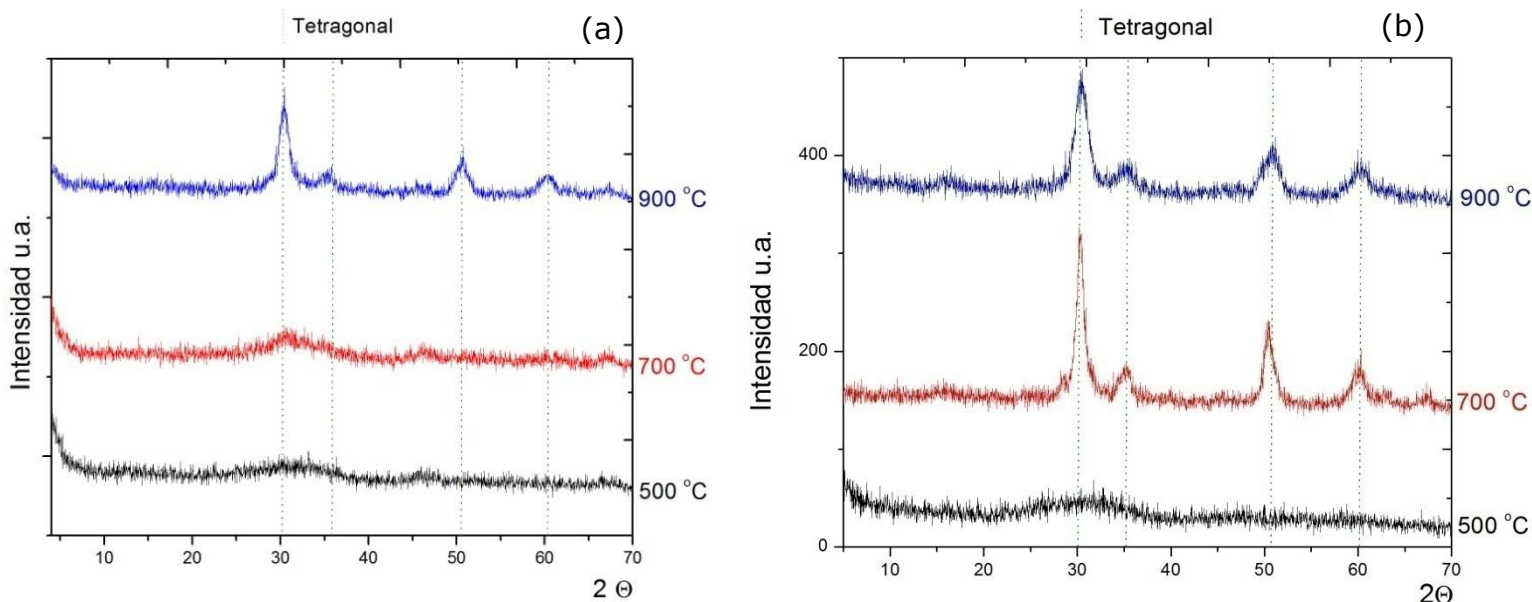 Tetragonal
(a)
Intensidad u.a.
900 °C
700 °C
500 °C
10 20 30 40 50 60 70
2 Θ
Tetragonal
(b)
Intensidad u.a.
400
200
0
900 °C
700 °C
500 °C
10 20 30 40 50 60 70
2Θ